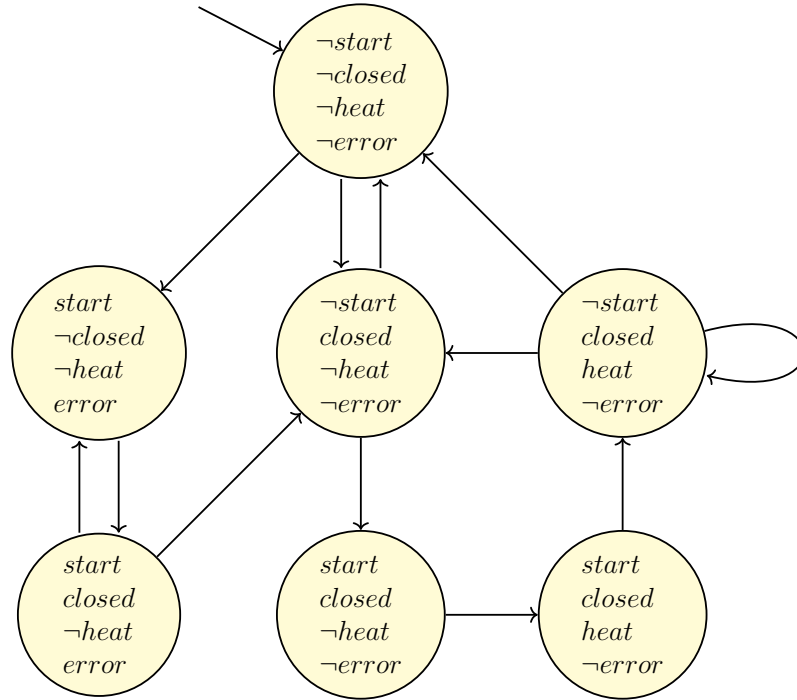 ¬start
¬closed
¬heat
¬error
start
¬closed
¬heat
error
¬start
closed
¬heat
¬error
¬start
closed
heat
¬error
start
closed
¬heat
error
start
closed
¬heat
¬error
start
closed
heat
¬error